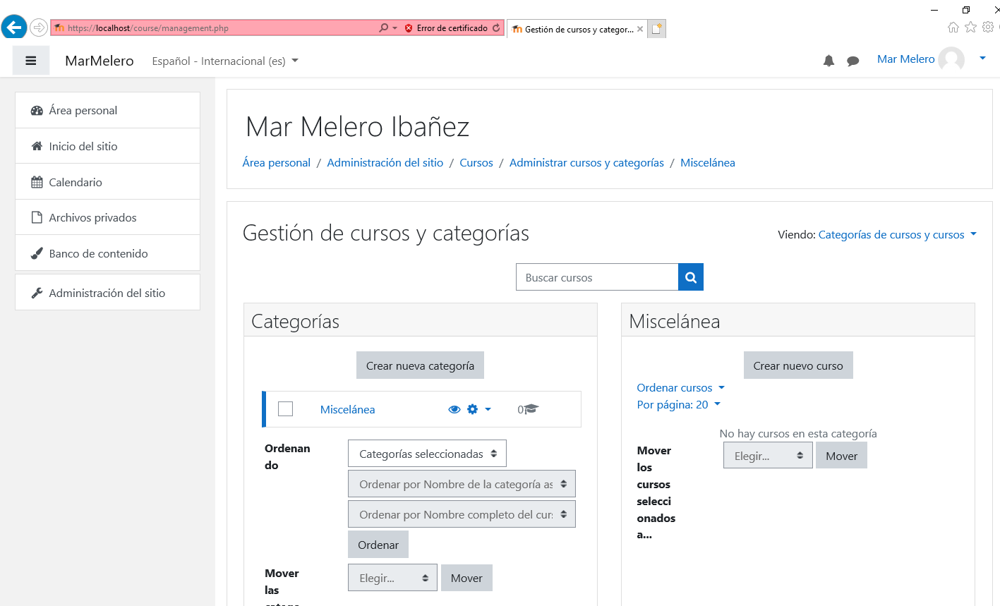 https://localhost/course/management.php
Error de certificado
Gestión de cursos y categor...
MarMelero
Español - Internacional (es)
Mar Melero
Área personal
Inicio del sitio
Calendario
Archivos privados
Banco de contenido
Administración del sitio
Mar Melero Ibañez
Área personal / Administración del sitio / Cursos / Administrar cursos y categorías / Miscelánea
Gestión de cursos y categorías
Viendo: Categorías de cursos y cursos
Buscar cursos
Categorías
Crear nueva categoría
Miscelánea
0
Ordenan
do
Categorías seleccionadas
Ordenar por Nombre de la categoría as
Ordenar por Nombre completo del cur
Ordenar
Mover
las
Elegir...
Mover
Miscelánea
Crear nuevo curso
Ordenar cursos
Por página: 20
No hay cursos en esta categoría
Mover
los
cursos
selecci
onados
a...
Elegir...
Mover